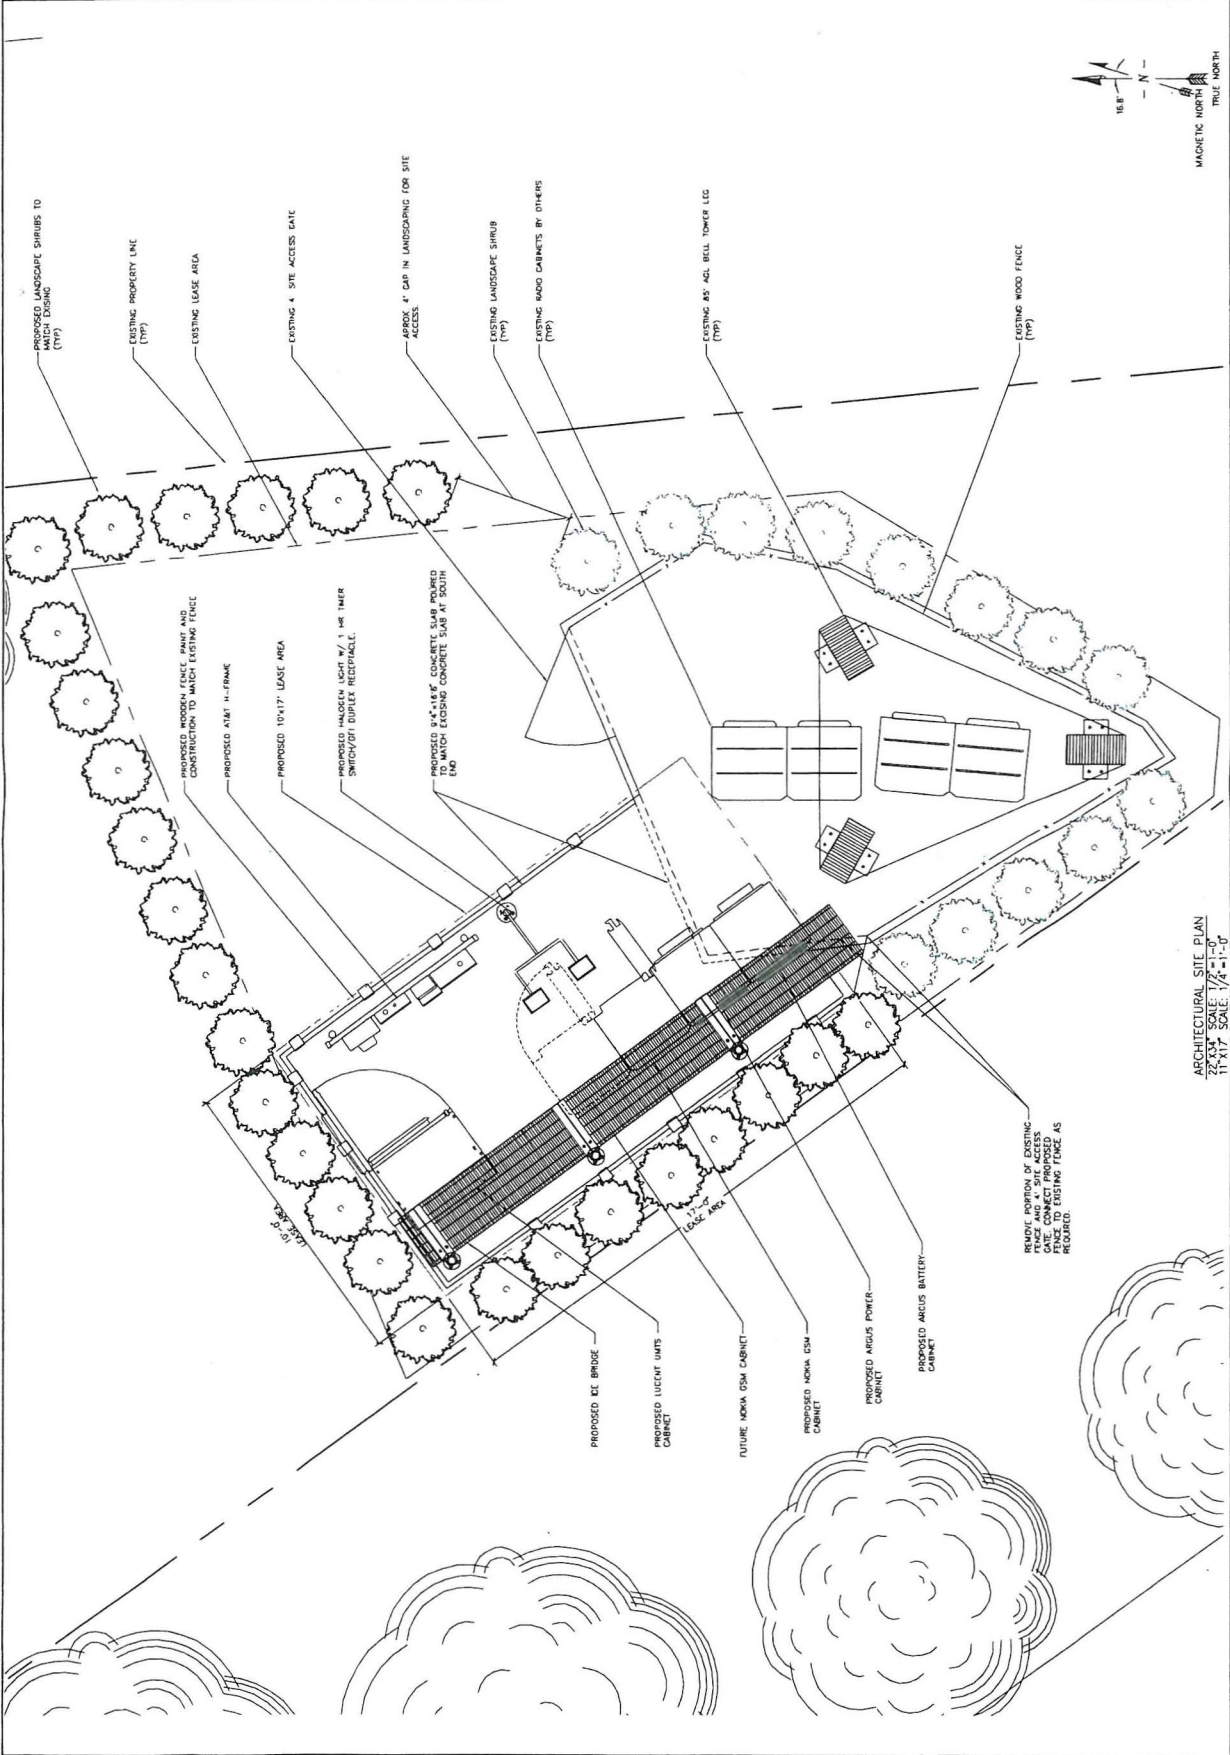 PROPOSED LANDSCAPE SHRUBS TO
MATCH EXISING
(TYP)
EXISTING PROPERTY LINE
(TYP)
EXISTING LEASE AREA
EXISTING 4' SITE ACCESS GATE
APROX. 4' GAP IN LANDSCAPING FOR SITE
ACCESS.
EXISTING LANDSCAPE SHRUB
(TYP)
EXISTING RADIO CABINETS BY OTHERS
(TYP)
EXISTING 85' AGL BELL TOWER LEG
(TYP)
EXISTING WOOD FENCE
(TYP)
16.8°
- N -
MAGNETIC NORTH
TRUE NORTH
PROPOSED WOODEN FENCE PAINT AND
CONSTRUCTION TO MATCH EXISTING FENCE
PROPOSED AT&T H-FRAME
PROPOSED 10'x17' LEASE AREA
PROPOSED HALOGEN LIGHT W/ 1 HR TIMER
SWITCH/GFI DUPLEX RECEPTACLE.
PROPOSED 9'4"x16'6" CONCRETE SLAB POURED
TO MATCH EXISING CONCRETE SLAB AT SOUTH
END
10'-0"
LEASE AREA
17'-0"
LEASE AREA
PROPOSED ICE BRIDGE
PROPOSED LUCENT UMTS
CABINET
FUTURE NOKIA GSM CABINET
PROPOSED NOKIA GSM
CABINET
PROPOSED ARGUS POWER
CABINET
PROPOSED ARGUS BATTERY
CABINET
REMOVE PORTION OF EXISTING
FENCE AND 4' SITE ACCESS
GATE. CONNECT PROPOSED
FENCE TO EXISTING FENCE AS
REQUIRED.
ARCHITECTURAL SITE PLAN
22"X34" SCALE: 1/2"=1'-0"
11"X17" SCALE: 1/4"=1'-0"